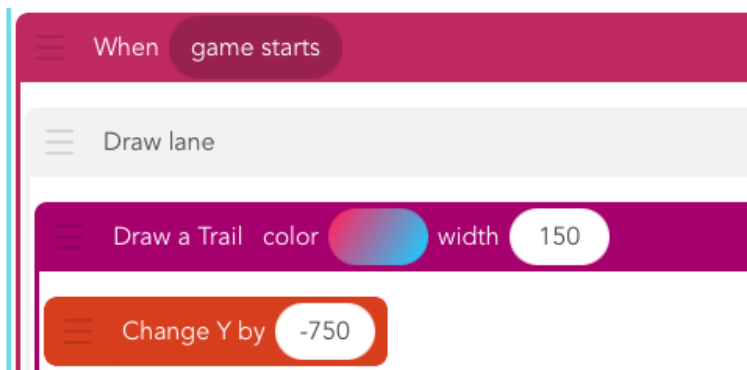 When game starts
Draw lane
Draw a Trail color width 150
Change Y by -750